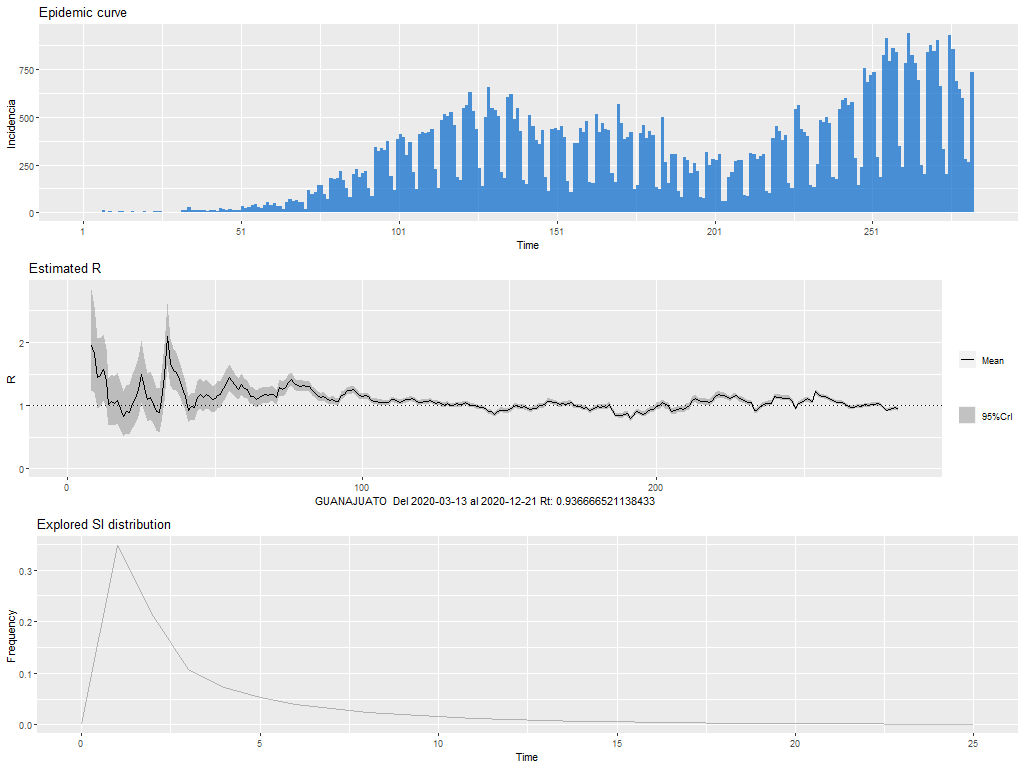 Epidemic curve
Incidencia
750
500
250
0
1
51
101
151
201
251
Time
Estimated R
R
2
1
0
0
100
200
Mean
95%CrI
GUANAJUATO Del 2020-03-13 al 2020-12-21 Rt: 0.936666521138433
Explored SI distribution
Frequency
0.3
0.2
0.1
0.0
0
5
10
15
20
25
Time